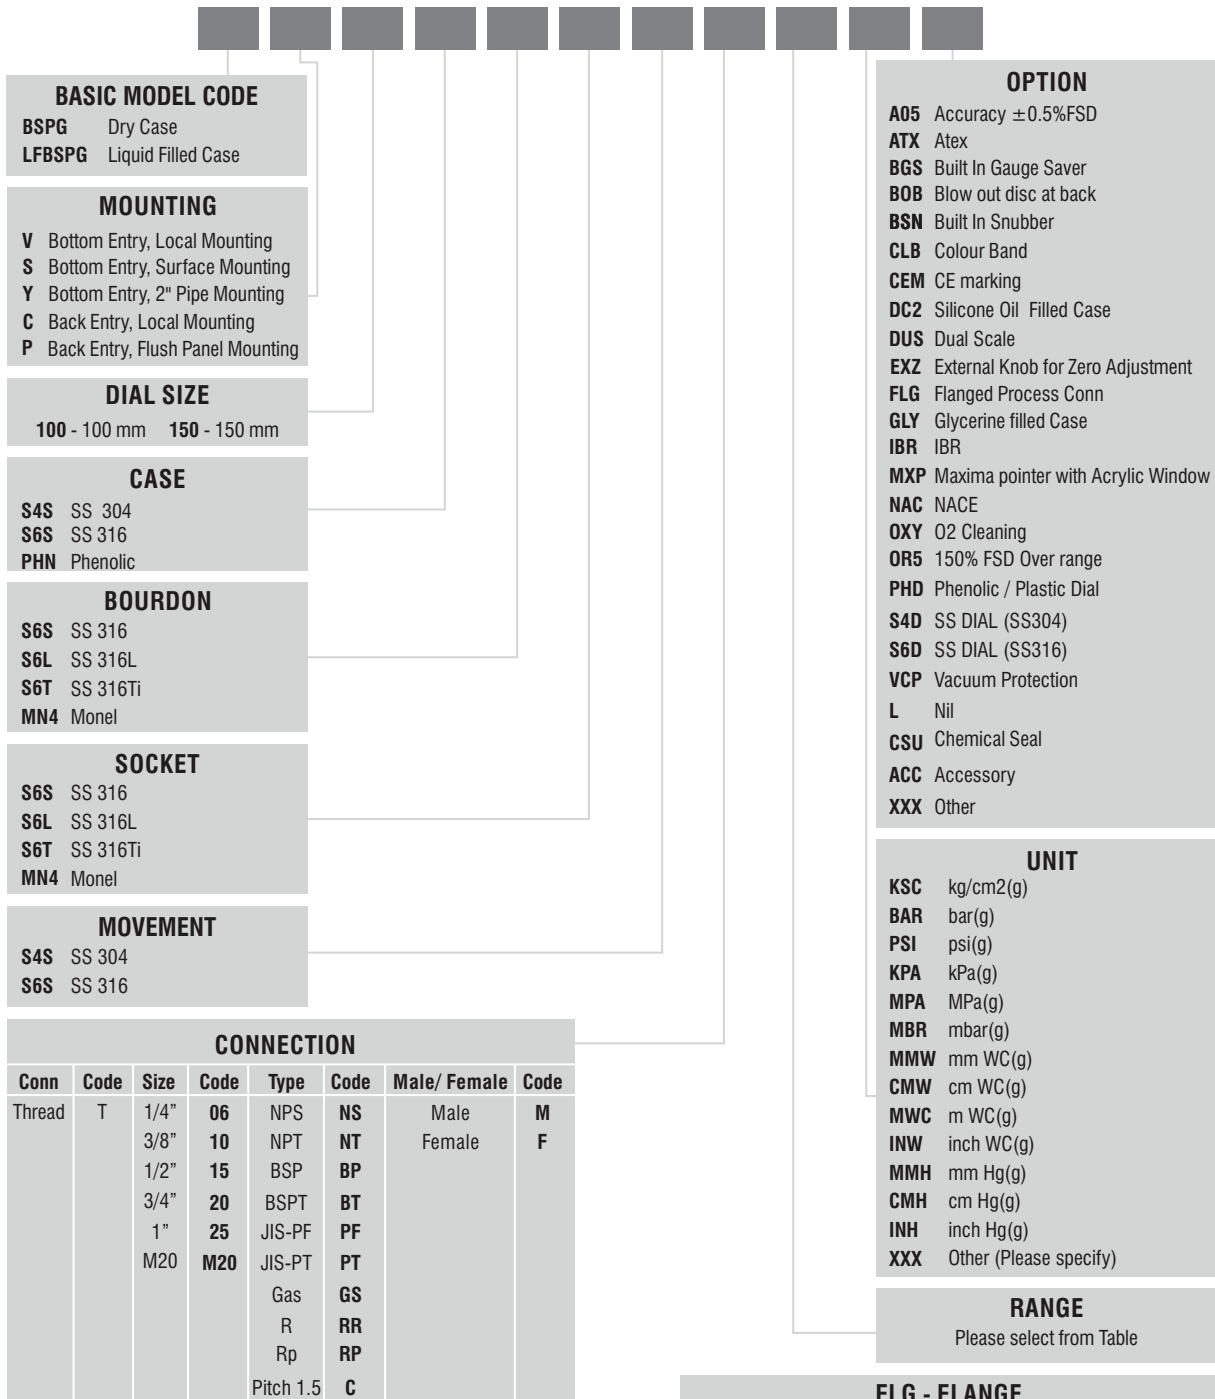 BASIC MODEL CODE
BSPG Dry Case
LFBSPG Liquid Filled Case
MOUNTING
V Bottom Entry, Local Mounting
S Bottom Entry, Surface Mounting
Y Bottom Entry, 2" Pipe Mounting
C Back Entry, Local Mounting
P Back Entry, Flush Panel Mounting
DIAL SIZE
100 - 100 mm 150 - 150 mm
CASE
S4S SS 304
S6S SS 316
PHN Phenolic
BOURDON
S6S SS 316
S6L SS 316L
S6T SS 316Ti
MN4 Monel
SOCKET
S6S SS 316
S6L SS 316L
S6T SS 316Ti
MN4 Monel
MOVEMENT
S4S SS 304
S6S SS 316
CONNECTION
Conn Code Size Code Type Code Male/ Female Code
Thread T 1/4” 06 NPS NS Male M
3/8” 10 NPT NT Female F
1/2” 15 BSP BP
3/4” 20 BSPT BT
1” 25 JIS-PF PF
M20 M20 JIS-PT PT
Gas GS
R RR
Rp RP
Pitch 1.5 C
OPTION
A05 Accuracy ±0.5%FSD
ATX Atex
BGS Built In Gauge Saver
BOB Blow out disc at back
BSN Built In Snubber
CLB Colour Band
CEM CE marking
DC2 Silicone Oil Filled Case
DUS Dual Scale
EXZ External Knob for Zero Adjustment
FLG Flanged Process Conn
GLY Glycerine filled Case
IBR IBR
MXP Maxima pointer with Acrylic Window
NAC NACE
OXY O2 Cleaning
OR5 150% FSD Over range
PHD Phenolic / Plastic Dial
S4D SS DIAL (SS304)
S6D SS DIAL (SS316)
VCP Vacuum Protection
L Nil
CSU Chemical Seal
ACC Accessory
XXX Other
UNIT
KSC kg/cm2(g)
BAR bar(g)
PSI psi(g)
KPA kPa(g)
MPA MPa(g)
MBR mbar(g)
MMW mm WC(g)
CMW cm WC(g)
MWC m WC(g)
INW inch WC(g)
MMH mm Hg(g)
CMH cm Hg(g)
INH inch Hg(g)
XXX Other (Please specify)
RANGE
Please select from Table
FLG - FLANGE